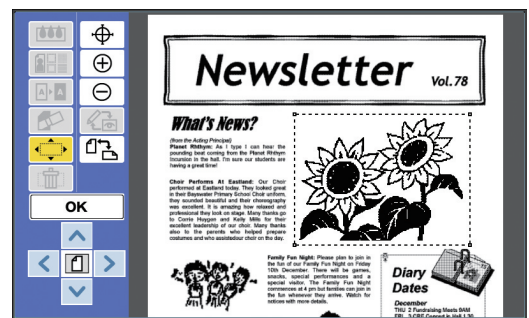 OK
Newsletter Vol. 78
What's News?
(from the Acting Principal)
Planet Rhthym: As I type I can hear the
pounding beat coming from the Planet Rhthym
Incursion in the hall. I'm sure our students are
having a great time!
Choir Performs At Eastland: Our Choir
performed at Eastland today. They looked great
in their Bayswater Primary School Choir uniform,
they sounded beautiful and their choreography
was excellent. It is amazing how relaxed and
professional they look on stage. Many thanks go
to Corrie Huygen and Kelly Mills for their
excellent leadership of our choir. Many thanks
also to the parents who helped prepare
costumes and who assistedour choir on the day.
Family Fun Night: Please plan to join in
the fun of our Family Fun Night on Friday
10th December. There will be games,
snacks, special performances and a
special visitor. The Family Fun Night
commences at 4 pm but families can join in
the fun whenever they arrive. Watch for
notices with more details.
Diary
Dates
December
THU 2 Fundraising Meets 9AM